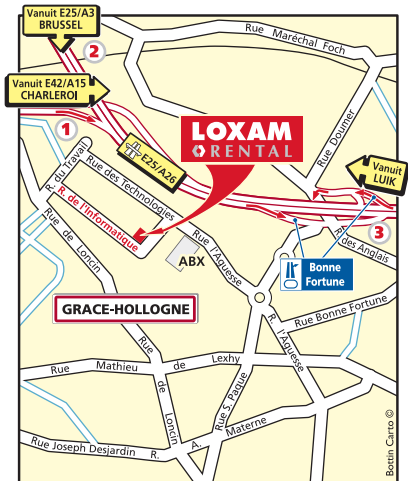 Vanuit E25/A3
BRUSSEL
2
Rue Maréchal Foch
Vanuit E42/A15
CHARLEROI
1
LOXAM
RENTAL
Rue Doumer
E25/A26
R. du Travail
Rue des Technologies
R. de l'Informatique
Vanuit
LUIK
3
R. des Anglais
Rue l'Aguesse
ABX
Bonne
Fortune
Rue de Loncin
GRACE-HOLLOGNE
Rue Bonne Fortune
R. l'Aguesse
Rue Mathieu de Lexhy
Rue S. Paque
de Loncin
Rue Joseph Desjardin
R. A. Materne
Bottin Carto ©